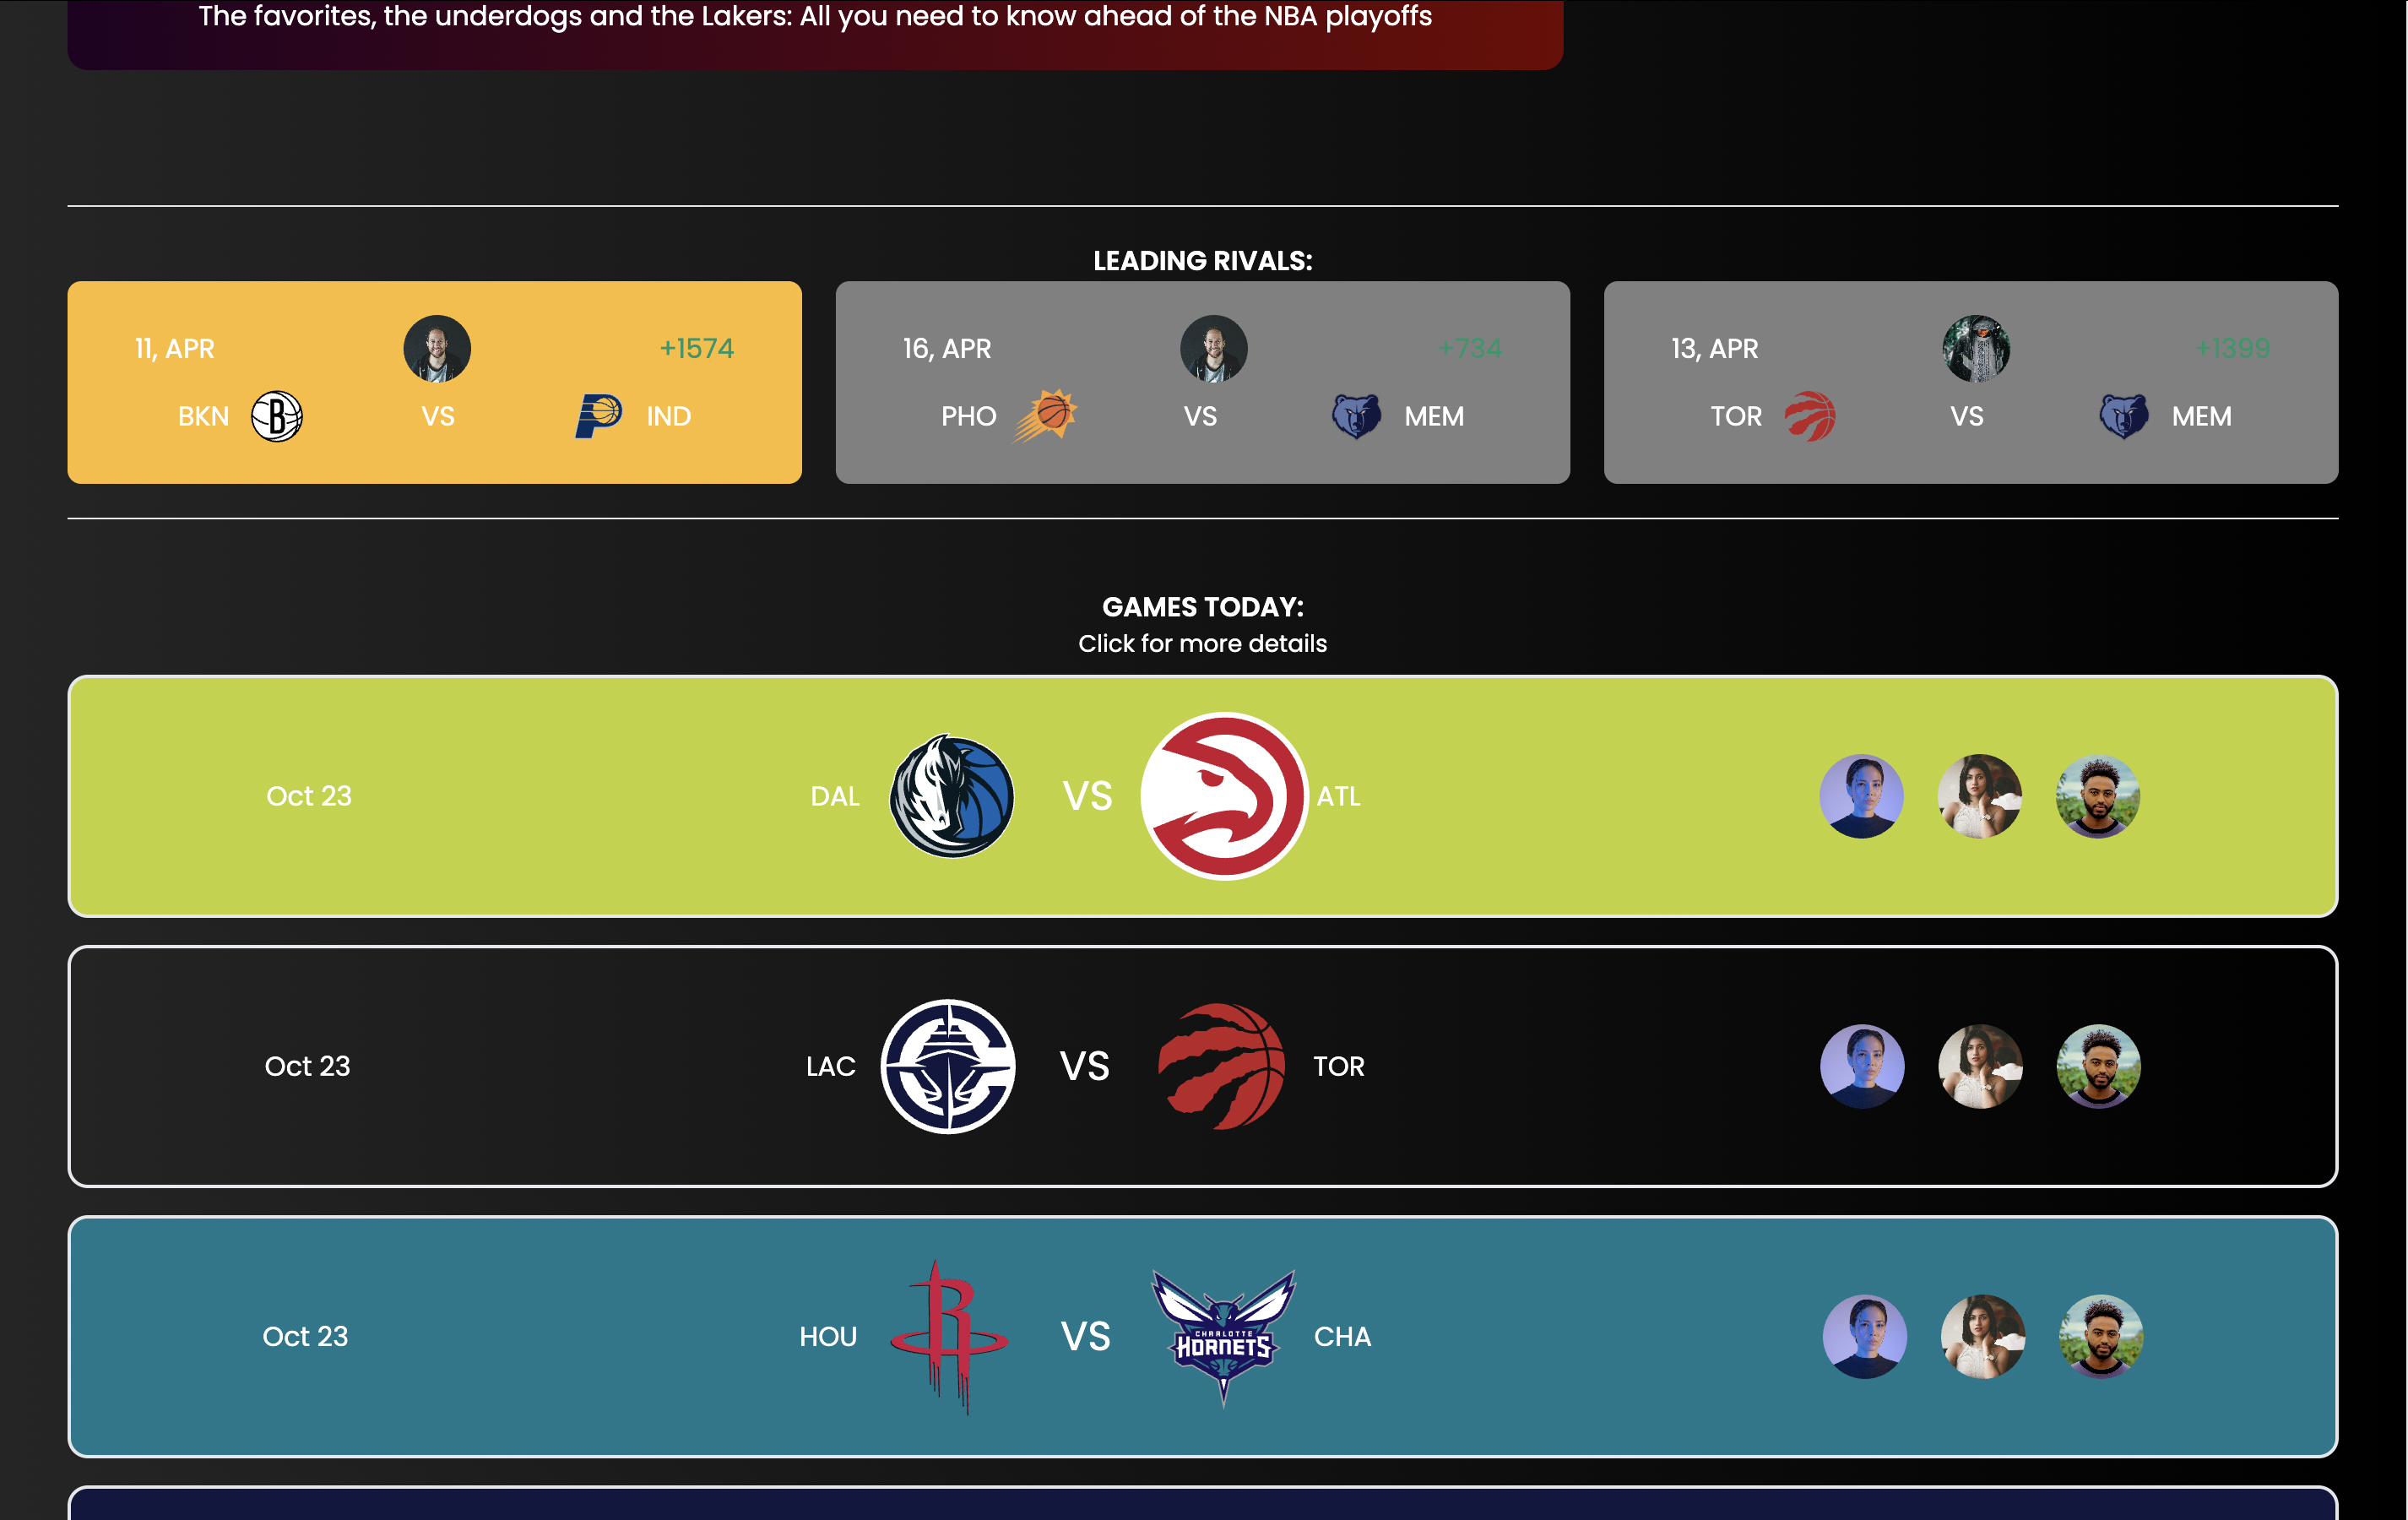 The favorites, the underdogs and the Lakers: All you need to know ahead of the NBA playoffs
LEADING RIVALS:
11, APR +1574
BKN B VS P IND
16, APR +734
PHO VS MEM
13, APR +1399
TOR VS MEM
GAMES TODAY:
Click for more details
Oct 23 DAL VS ATL
Oct 23 LAC C VS TOR
Oct 23 HOU R VS CHARLOTTE HORNETS CHA